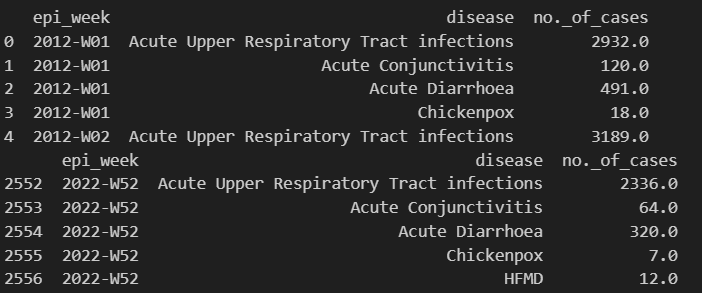 epi_week disease no._of_cases
0 2012-W01 Acute Upper Respiratory Tract infections 2932.0
1 2012-W01 Acute Conjunctivitis 120.0
2 2012-W01 Acute Diarrhoea 491.0
3 2012-W01 Chickenpox 18.0
4 2012-W02 Acute Upper Respiratory Tract infections 3189.0
epi_week disease no._of_cases
2552 2022-W52 Acute Upper Respiratory Tract infections 2336.0
2553 2022-W52 Acute Conjunctivitis 64.0
2554 2022-W52 Acute Diarrhoea 320.0
2555 2022-W52 Chickenpox 7.0
2556 2022-W52 HFMD 12.0